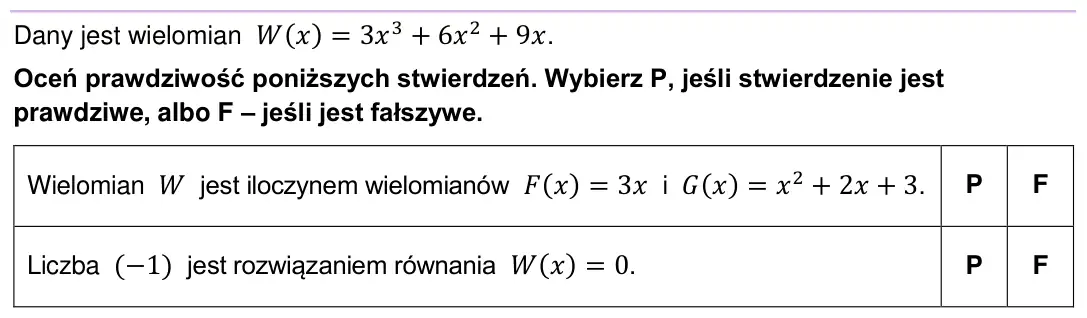 Dany jest wielomian W(x) = 3x³ + 6x² + 9x.
Oceń prawdziwość poniższych stwierdzeń. Wybierz P, jeśli stwierdzenie jest
prawdziwe, albo F – jeśli jest fałszywe.
Wielomian W jest iloczynem wielomianów F(x) = 3x i G(x) = x² + 2x + 3. P F
Liczba (−1) jest rozwiązaniem równania W(x) = 0. P F